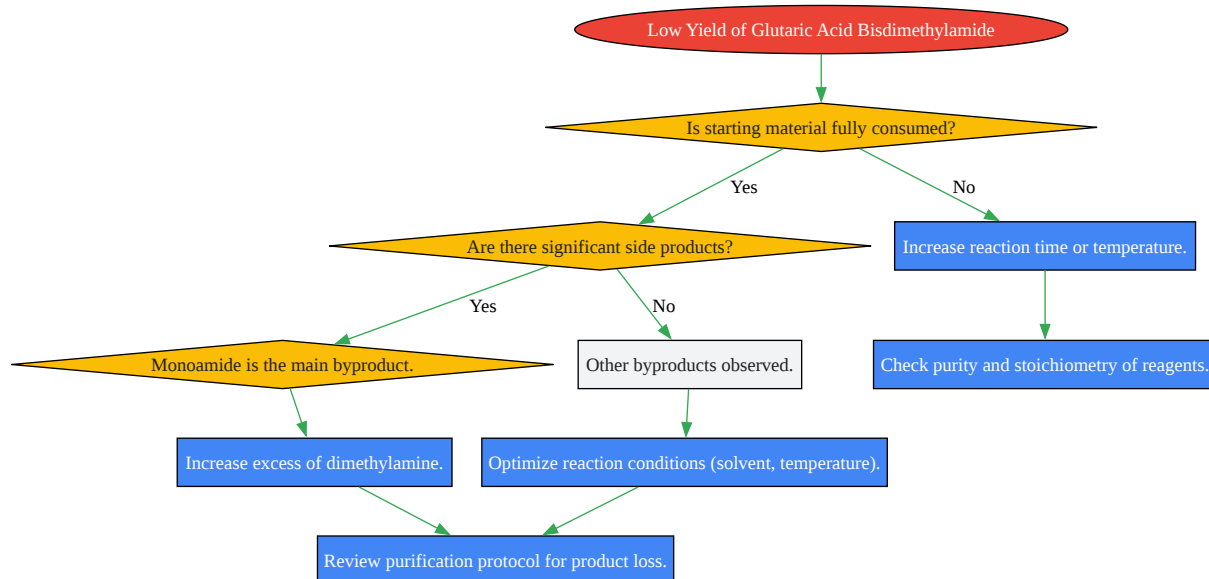 Low Yield of Glutaric Acid Bisdimethylamide
Is starting material fully consumed?
Yes
No
Are there significant side products?
Increase reaction time or temperature.
Yes
No
Monoamide is the main byproduct.
Other byproducts observed.
Check purity and stoichiometry of reagents.
Increase excess of dimethylamine.
Optimize reaction conditions (solvent, temperature).
Review purification protocol for product loss.